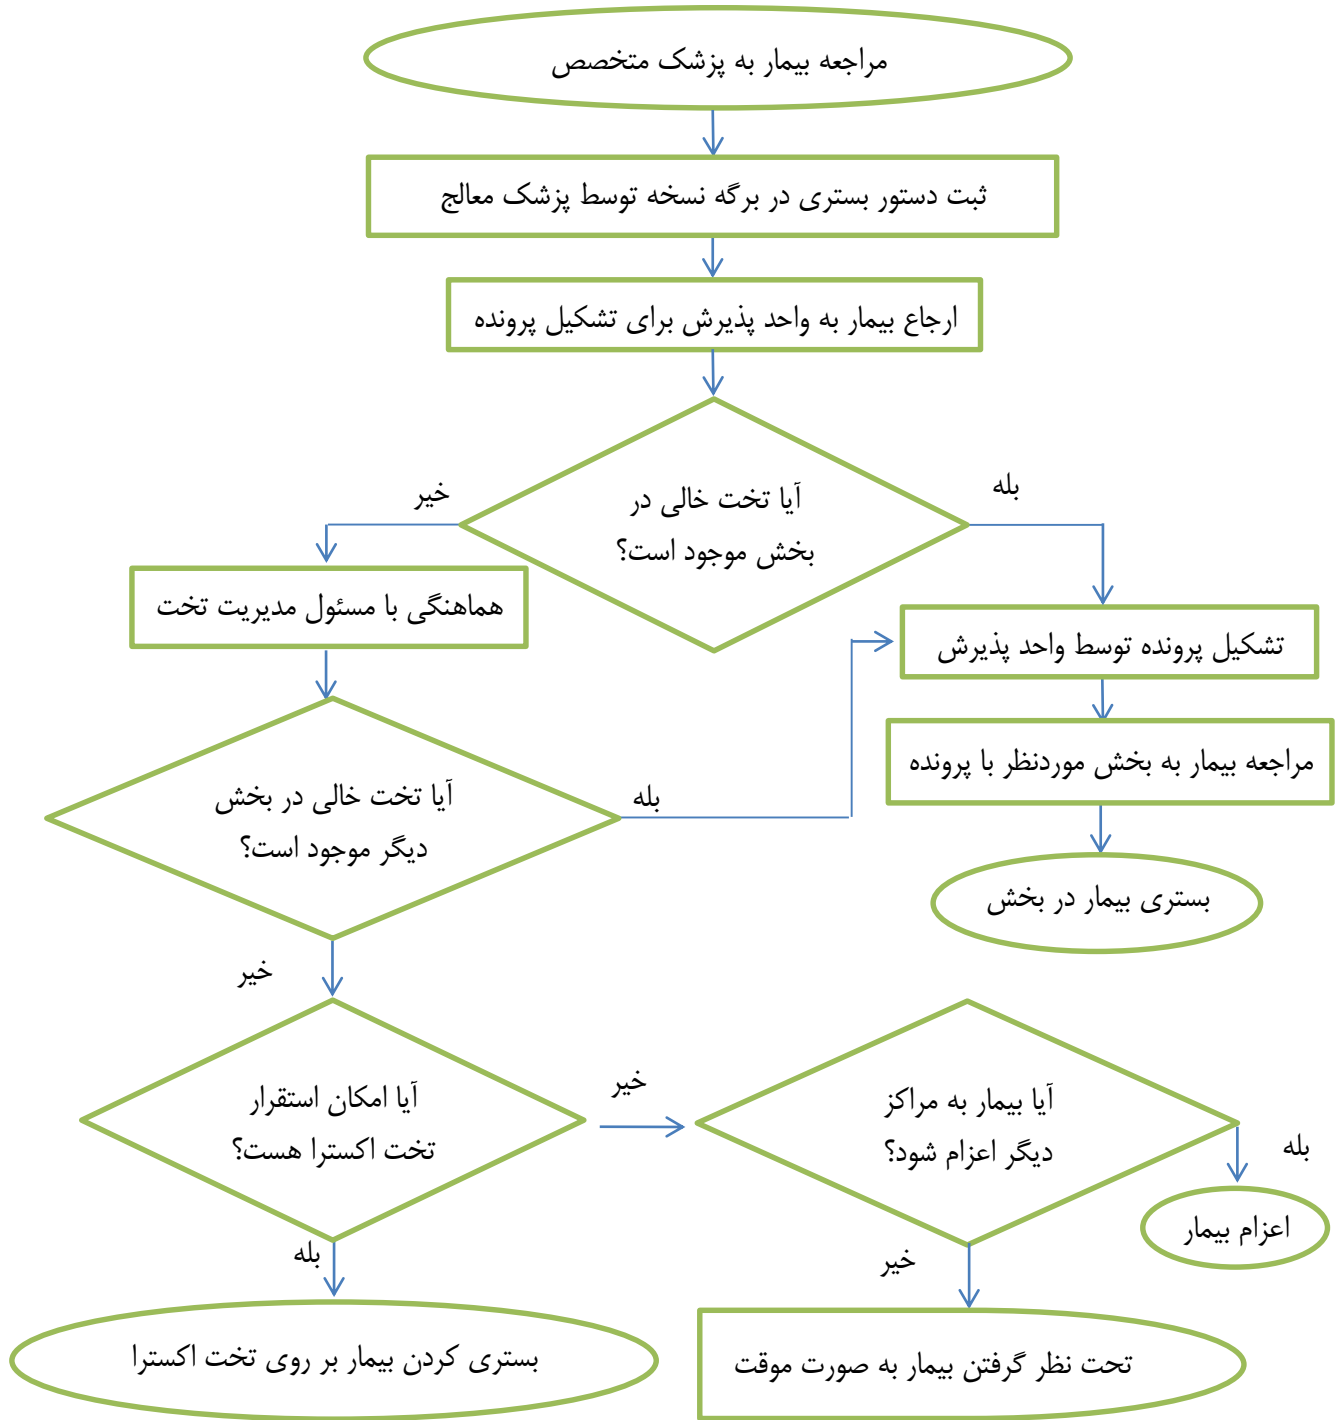 مراجعه بیمار به پزشک متخصص
ثبت دستور بستری در برگه نسخه توسط پزشک معالج
ارجاع بیمار به واحد پذیرش برای تشکیل پرونده
آیا تخت خالی در
بخش موجود است؟
بله
خیر
هماهنگی با مسئول مدیریت تخت
تشکیل پرونده توسط واحد پذیرش
مراجعه بیمار به بخش موردنظر با پرونده
بستری بیمار در بخش
آیا تخت خالی در بخش
دیگر موجود است؟
بله
خیر
آیا امکان استقرار
تخت اکسترا هست؟
خیر
بله
آیا بیمار به مراکز
دیگر اعزام شود؟
بله
اعزام بیمار
خیر
تحت نظر گرفتن بیمار به صورت موقت
بستری کردن بیمار بر روی تخت اکسترا